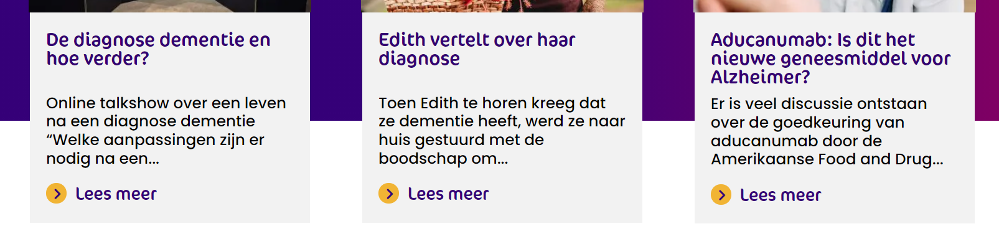 De diagnose dementie en
hoe verder?
Online talkshow over een leven
na een diagnose dementie
“Welke aanpassingen zijn er
nodig na een...
Lees meer
Edith vertelt over haar
diagnose
Toen Edith te horen kreeg dat
ze dementie heeft, werd ze naar
huis gestuurd met de
boodschap om...
Lees meer
Aducanumab: Is dit het
nieuwe geneesmiddel voor
Alzheimer?
Er is veel discussie ontstaan
over de goedkeuring van
aducanumab door de
Amerikaanse Food and Drug...
Lees meer